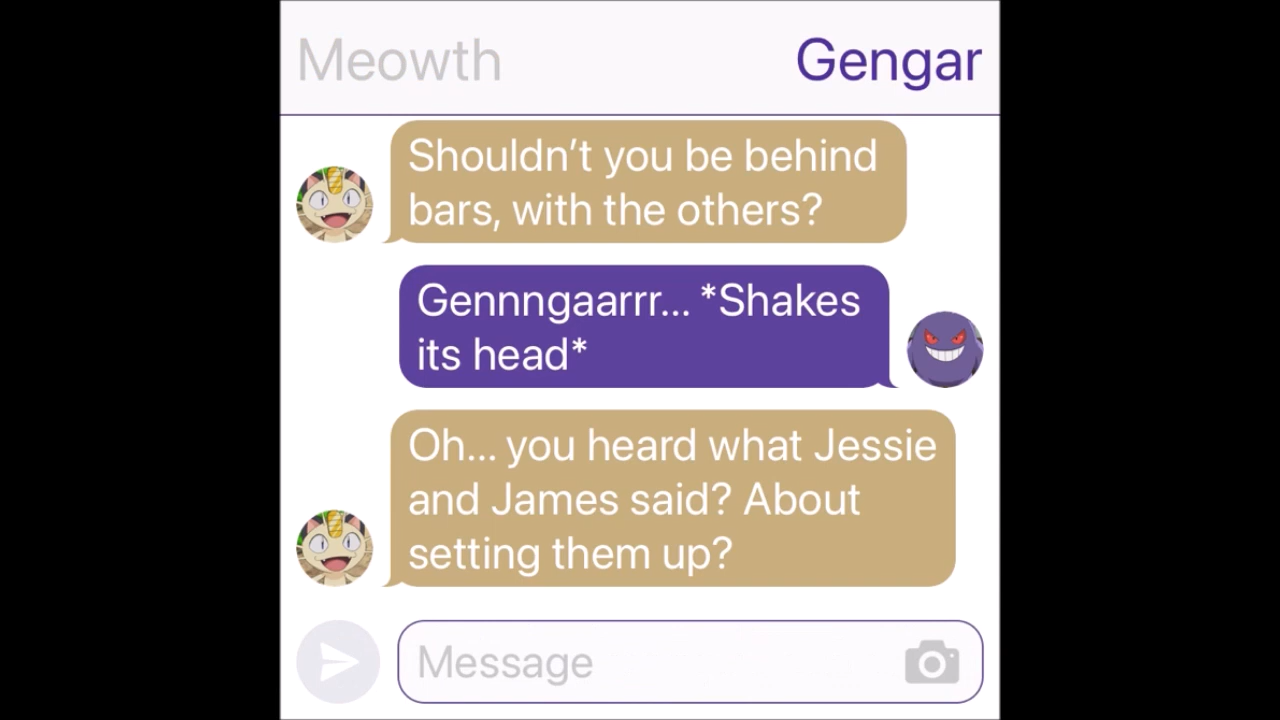 Meowth Gengar
Shouldn’t you be behind
bars, with the others?
Gennngaarrr... *Shakes
its head*
Oh... you heard what Jessie
and James said? About
setting them up?
Message